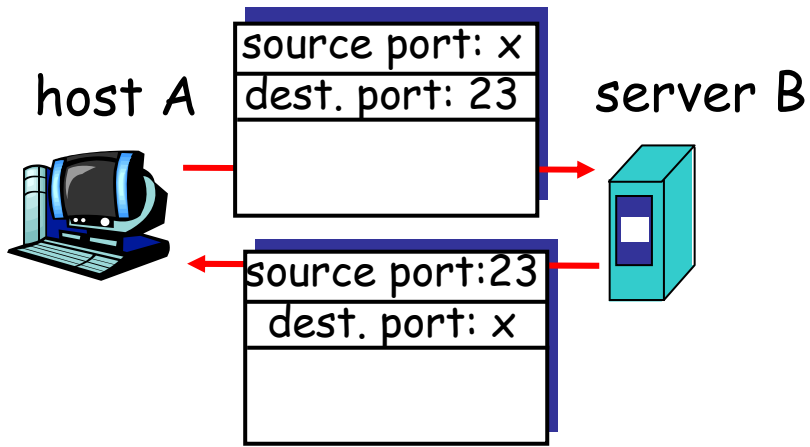 source port: x
dest. port: 23
host A
server B
source port:23
dest. port: x